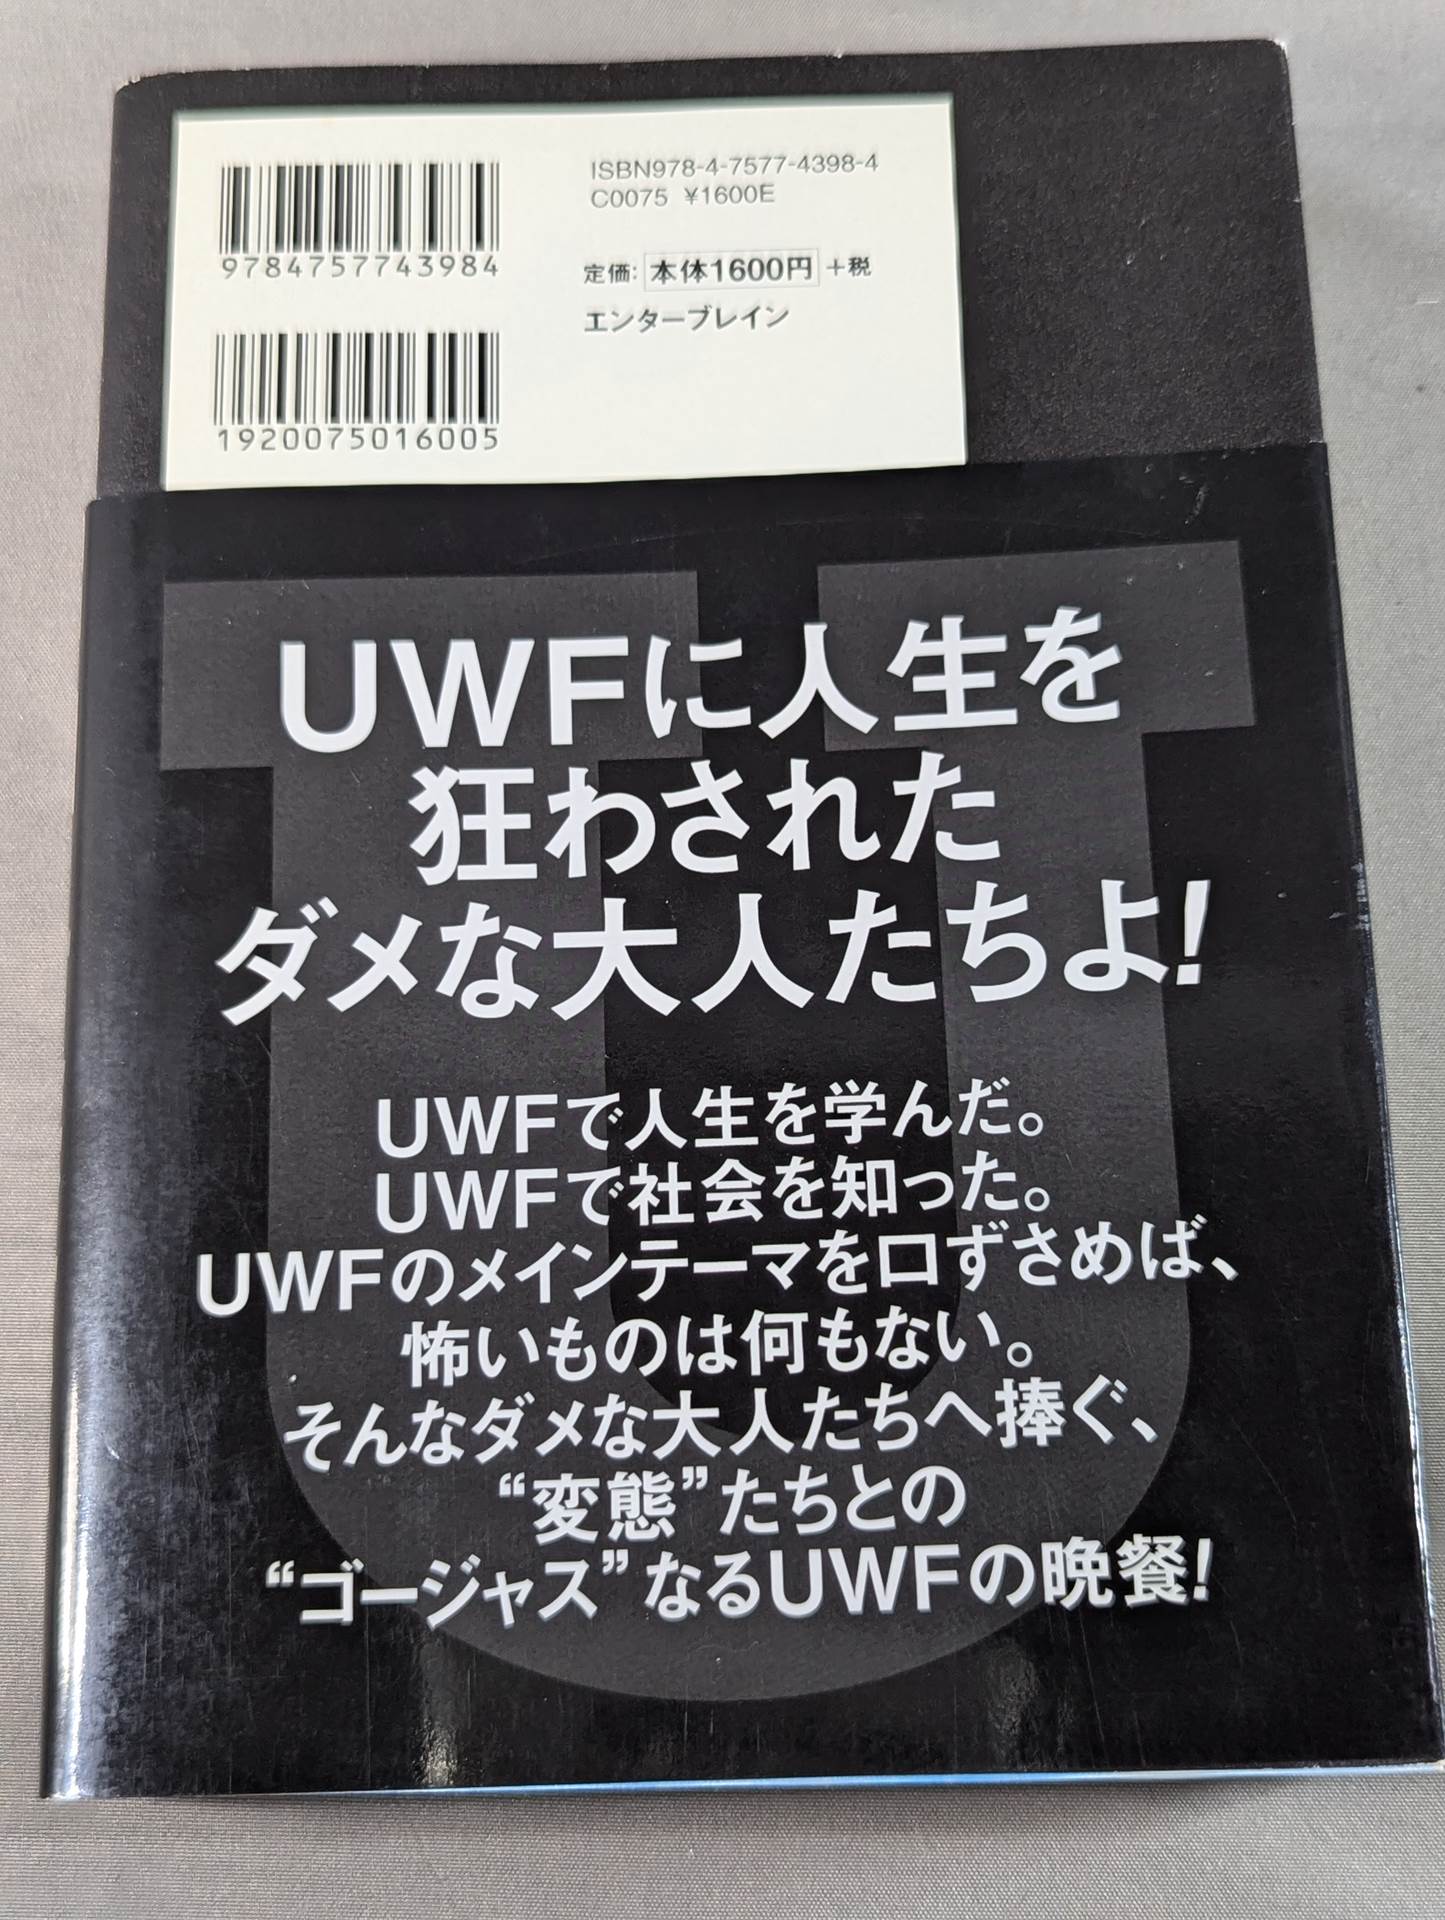 ISBN978-4-7577-4398-4
C0075 ¥1600E
9784757743984
定価: 本体1600円 +税
エンターブレイン
1920075016005
UWFに人生を
狂わされた
ダメな大人たちよ!
UWFで人生を学んだ。
UWFで社会を知った。
UWFのメインテーマを口ずさめば、
怖いものは何もない。
そんなダメな大人たちへ捧ぐ、
“変態”たちとの
“ゴージャス”なるUWFの晩餐!